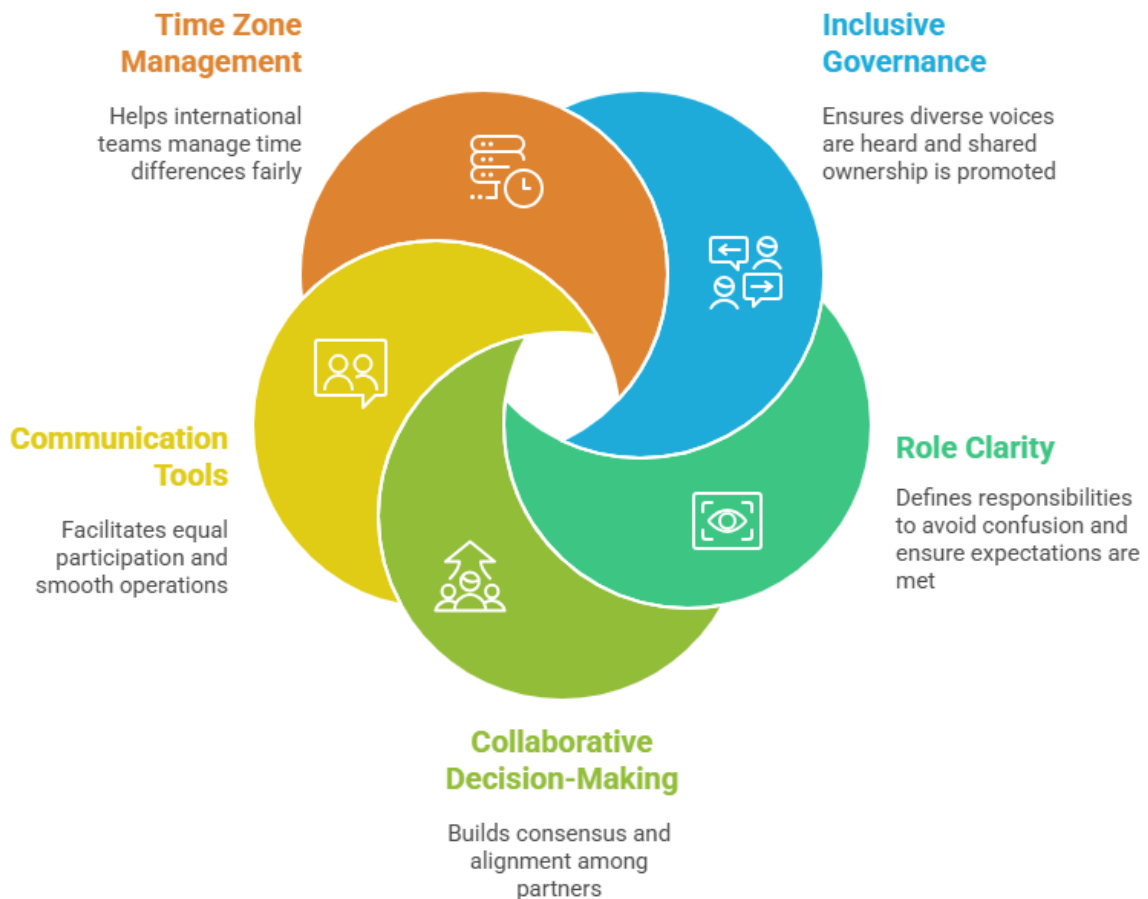 Time Zone
Management
Helps international
teams manage time
differences fairly
Inclusive
Governance
Ensures diverse voices
are heard and shared
ownership is promoted
Communication
Tools
Facilitates equal
participation and
smooth operations
Role Clarity
Defines responsibilities
to avoid confusion and
ensure expectations are
met
Collaborative
Decision-Making
Builds consensus and
alignment among
partners